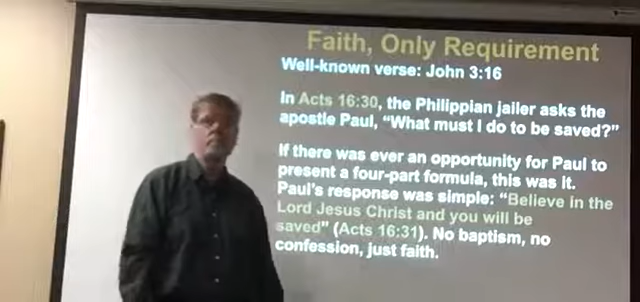 Faith, Only Requirement
Well-known verse: John 3:16
In Acts 16:30, the Philippian jailer asks the
apostle Paul, “What must I do to be saved?”
If there was ever an opportunity for Paul to
present a four-part formula, this was it.
Paul’s response was simple: “Believe in the
Lord Jesus Christ and you will be
saved” (Acts 16:31). No baptism, no
confession, just faith.